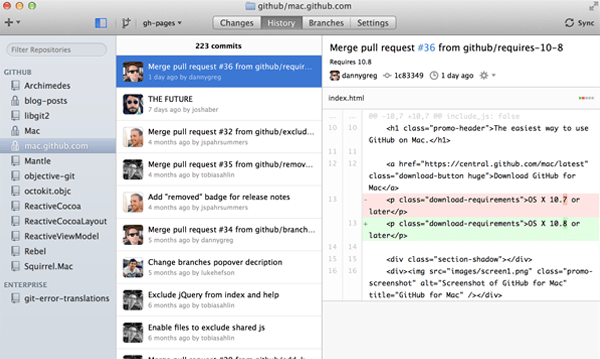 github/mac.github.com
gh-pages
Changes
History
Branches
Settings
Sync
Filter Repositories
GITHUB
Archimedes
blog-posts
libgit2
Mac
mac.github.com
Mantle
objective-git
octokit.objc
ReactiveCocoa
ReactiveCocoaLayout
ReactiveViewModel
Rebel
Squirrel.Mac
ENTERPRISE
git-error-translations
223 commits
Merge pull request #36 from github/requir...
1 day ago by dannygreg
THE FUTURE
7 days ago by joshaber
Merge pull request #32 from github/exclud...
4 months ago by jspahrsummers
Merge pull request #35 from github/remov...
4 months ago by tobiasahlin
Add "removed" badge for release notes
4 months ago by jspahrsummers
Merge pull request #34 from github/branch...
5 months ago by dannygreg
Change branches popover decription
5 months ago by lukehefson
Exclude jQuery from index and help
6 months ago by tobiasahlin
Enable files to exclude shared js
6 months ago by tobiasahlin
Merge pull request #36 from github/requires-10-8
Requires 10.8
dannygreg
1c83349
1 day ago
index.html
@@ -10,7 +10,7 @@ include_js: false
10 10 <h1 class="promo-header">The easiest way to use
GitHub on Mac.</h1>
11 11
12 12 <a href="https://central.github.com/mac/latest"
class="download-button huge">Download GitHub for
Mac</a>
13 - <p class="download-requirements">OS X 10.7 or
later</p>
13 + <p class="download-requirements">OS X 10.8 or
later</p>
14 14
15 15 <div class="section-shadow"></div>
16 16 <div><img src="images/screen1.png" class="promo-
screenshot" alt="Screenshot of GitHub for Mac"
title="GitHub for Mac" /></div>